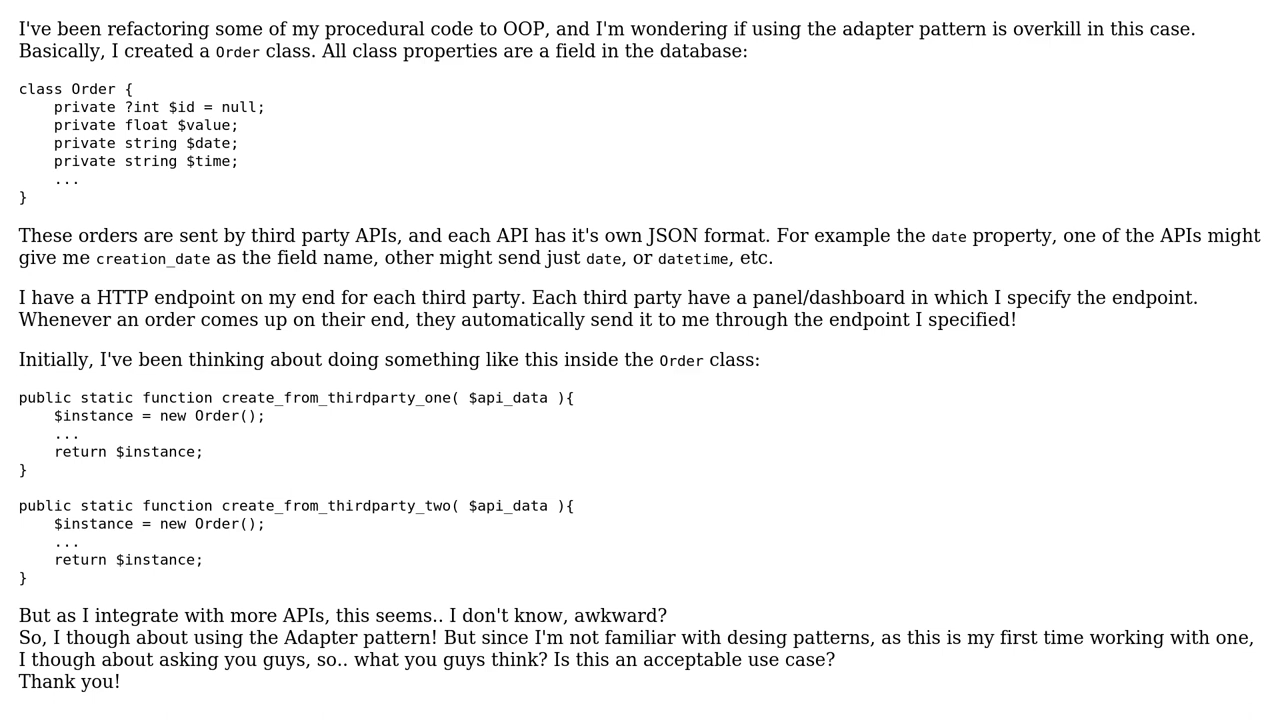 I've been refactoring some of my procedural code to OOP, and I'm wondering if using the adapter pattern is overkill in this case.
Basically, I created a Order class. All class properties are a field in the database:
class Order {
    private ?int $id = null;
    private float $value;
    private string $date;
    private string $time;
    ...
}
These orders are sent by third party APIs, and each API has it's own JSON format. For example the date property, one of the APIs might
give me creation_date as the field name, other might send just date, or datetime, etc.
I have a HTTP endpoint on my end for each third party. Each third party have a panel/dashboard in which I specify the endpoint.
Whenever an order comes up on their end, they automatically send it to me through the endpoint I specified!
Initially, I've been thinking about doing something like this inside the Order class:
public static function create_from_thirdparty_one( $api_data ){
    $instance = new Order();
    ...
    return $instance;
}
public static function create_from_thirdparty_two( $api_data ){
    $instance = new Order();
    ...
    return $instance;
}
But as I integrate with more APIs, this seems.. I don't know, awkward?
So, I though about using the Adapter pattern! But since I'm not familiar with desing patterns, as this is my first time working with one,
I though about asking you guys, so.. what you guys think? Is this an acceptable use case?
Thank you!